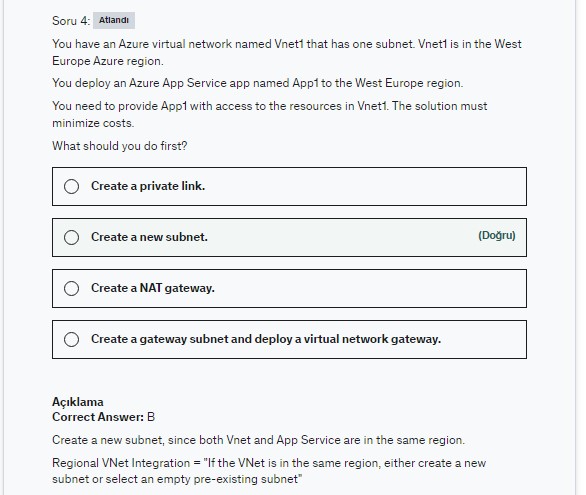 Soru 4: Atlandı
You have an Azure virtual network named Vnet1 that has one subnet. Vnet1 is in the West
Europe Azure region.
You deploy an Azure App Service app named App1 to the West Europe region.
You need to provide App1 with access to the resources in Vnet1. The solution must
minimize costs.
What should you do first?
Create a private link.
Create a new subnet. (Doğru)
Create a NAT gateway.
Create a gateway subnet and deploy a virtual network gateway.
Açıklama
Correct Answer: B
Create a new subnet, since both Vnet and App Service are in the same region.
Regional VNet Integration = "If the VNet is in the same region, either create a new
subnet or select an empty pre-existing subnet"